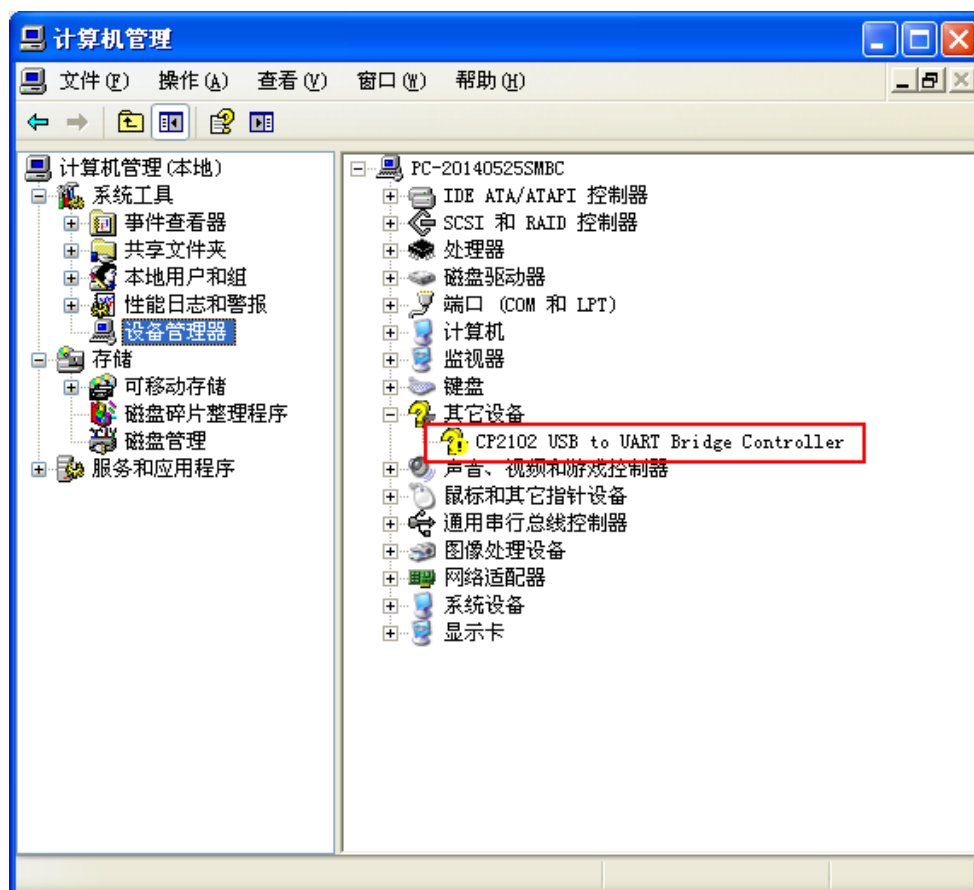 计算机管理
文件(F) 操作(A) 查看(V) 窗口(W) 帮助(H)
计算机管理(本地)
系统工具
事件查看器
共享文件夹
本地用户和组
性能日志和警报
设备管理器
存储
可移动存储
磁盘碎片整理程序
磁盘管理
服务和应用程序
PC-20140525SMBC
IDE ATA/ATAPI 控制器
SCSI 和 RAID 控制器
处理器
磁盘驱动器
端口 (COM 和 LPT)
计算机
监视器
键盘
其它设备
CP2102 USB to UART Bridge Controller
声音、视频和游戏控制器
鼠标和其它指针设备
通用串行总线控制器
图像处理设备
网络适配器
系统设备
显示卡